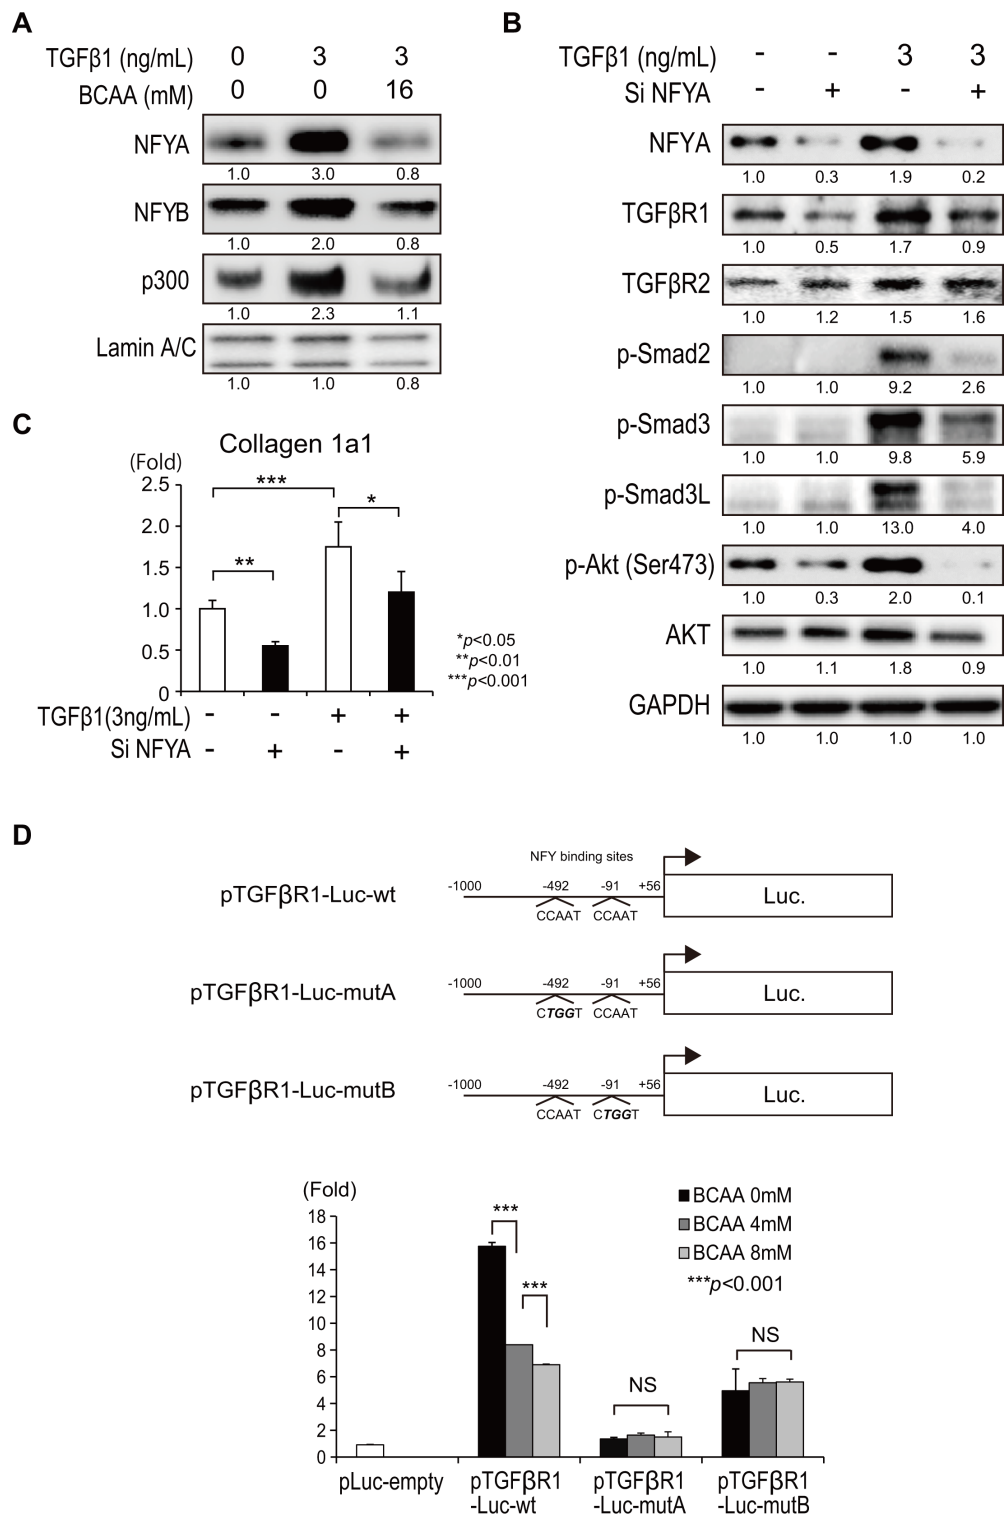 A
TGFβ1 (ng/mL) 0 3 3
BCAA (mM) 0 0 16
NFYA
1.0 3.0 0.8
NFYB
1.0 2.0 0.8
p300
1.0 2.3 1.1
Lamin A/C
1.0 1.0 0.8
B
TGFβ1 (ng/mL) - - 3 3
Si NFYA - + - +
NFYA
1.0 0.3 1.9 0.2
TGFβR1
1.0 0.5 1.7 0.9
TGFβR2
1.0 1.2 1.5 1.6
p-Smad2
1.0 1.0 9.2 2.6
p-Smad3
1.0 1.0 9.8 5.9
p-Smad3L
1.0 1.0 13.0 4.0
p-Akt (Ser473)
1.0 0.3 2.0 0.1
AKT
1.0 1.1 1.8 0.9
GAPDH
1.0 1.0 1.0 1.0
C
Collagen 1a1
(Fold)
2.5
2.0
1.5
1.0
0.5
0
***
*
**
*p<0.05
**p<0.01
***p<0.001
TGFβ1(3ng/mL) - - + +
Si NFYA - + - +
D
NFY binding sites
pTGFβR1-Luc-wt -1000 -492 -91 +56 Luc.
CCAAT CCAAT
pTGFβR1-Luc-mutA -1000 -492 -91 +56 Luc.
CTGGT CCAAT
pTGFβR1-Luc-mutB -1000 -492 -91 +56 Luc.
CCAAT CTGGT
(Fold)
18
16
14
12
10
8
6
4
2
0
***
***
NS
NS
BCAA 0mM
BCAA 4mM
BCAA 8mM
***p<0.001
pLuc-empty
pTGFβR1
-Luc-wt
pTGFβR1
-Luc-mutA
pTGFβR1
-Luc-mutB